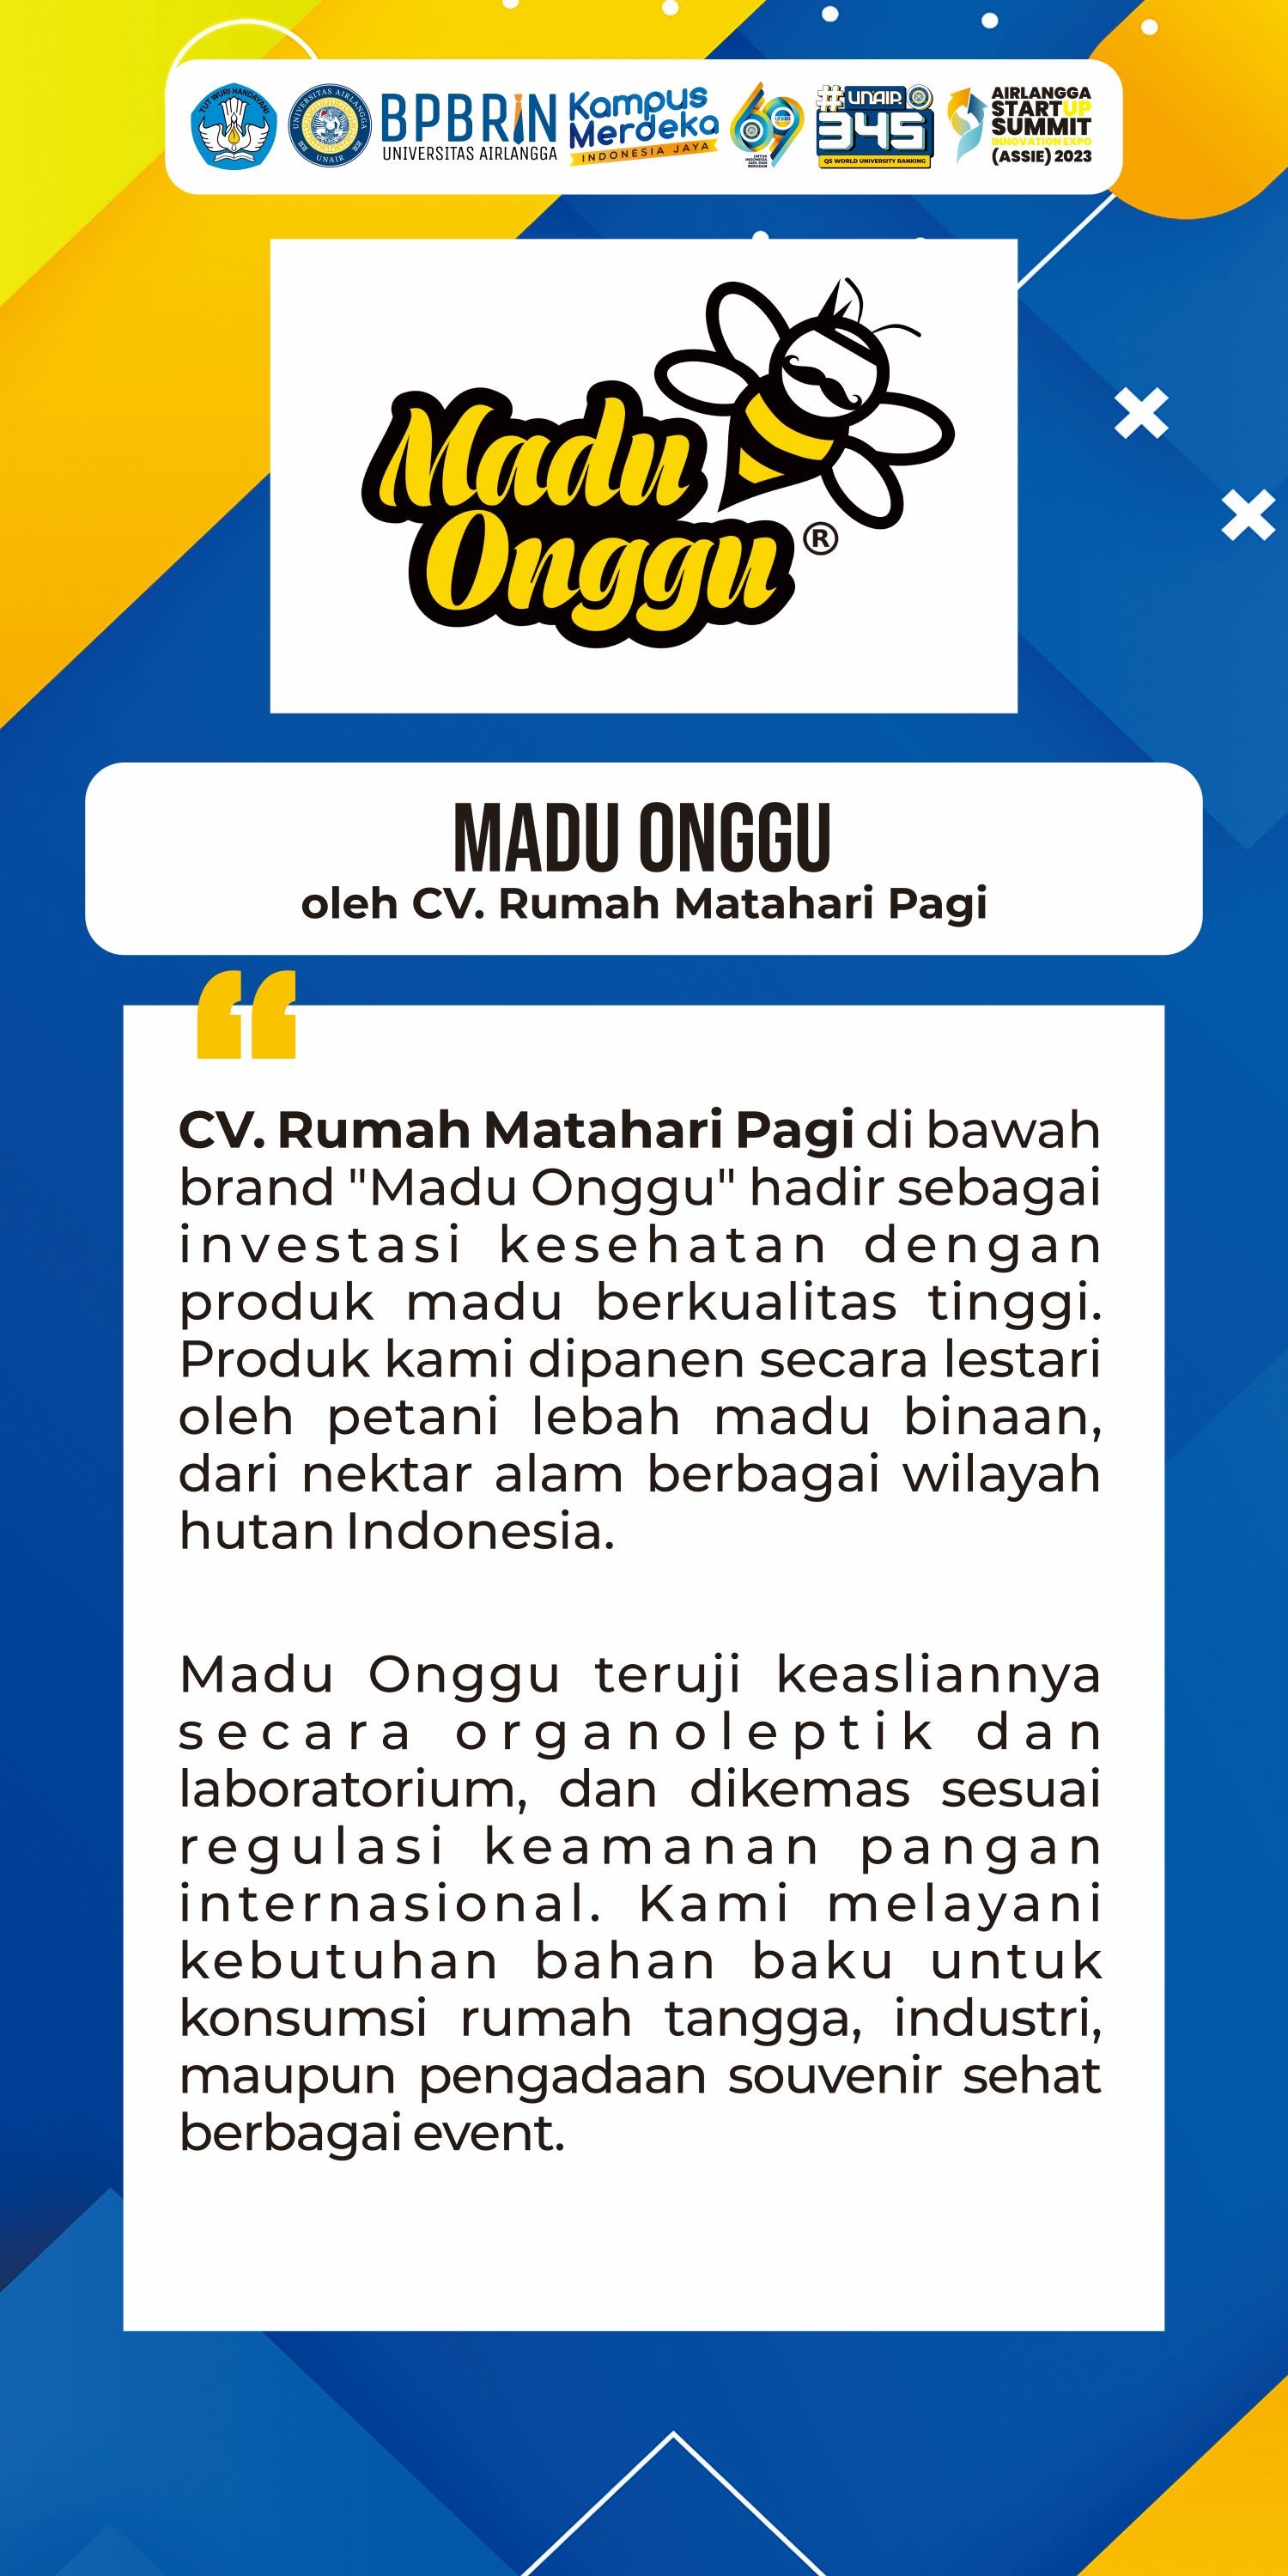 TUT WURI HANDAYANI
UNIVERSITAS AIRLANGGA
UNAIR
BPBRIN
UNIVERSITAS AIRLANGGA
Kampus
Merdeka
INDONESIA JAYA
69
#UNAIR
345
QS WORLD UNIVERSITY RANKING
AIRLANGGA
STARTUP
SUMMIT
INNOVATION EXPO
(ASSIE) 2023
Madu
Onggu ®
MADU ONGGU
oleh CV. Rumah Matahari Pagi
“
CV. Rumah Matahari Pagi di bawah
brand "Madu Onggu" hadir sebagai
investasi kesehatan dengan
produk madu berkualitas tinggi.
Produk kami dipanen secara lestari
oleh petani lebah madu binaan,
dari nektar alam berbagai wilayah
hutan Indonesia.
Madu Onggu teruji keasliannya
secara organoleptik dan
laboratorium, dan dikemas sesuai
regulasi keamanan pangan
internasional. Kami melayani
kebutuhan bahan baku untuk
konsumsi rumah tangga, industri,
maupun pengadaan souvenir sehat
berbagai event.